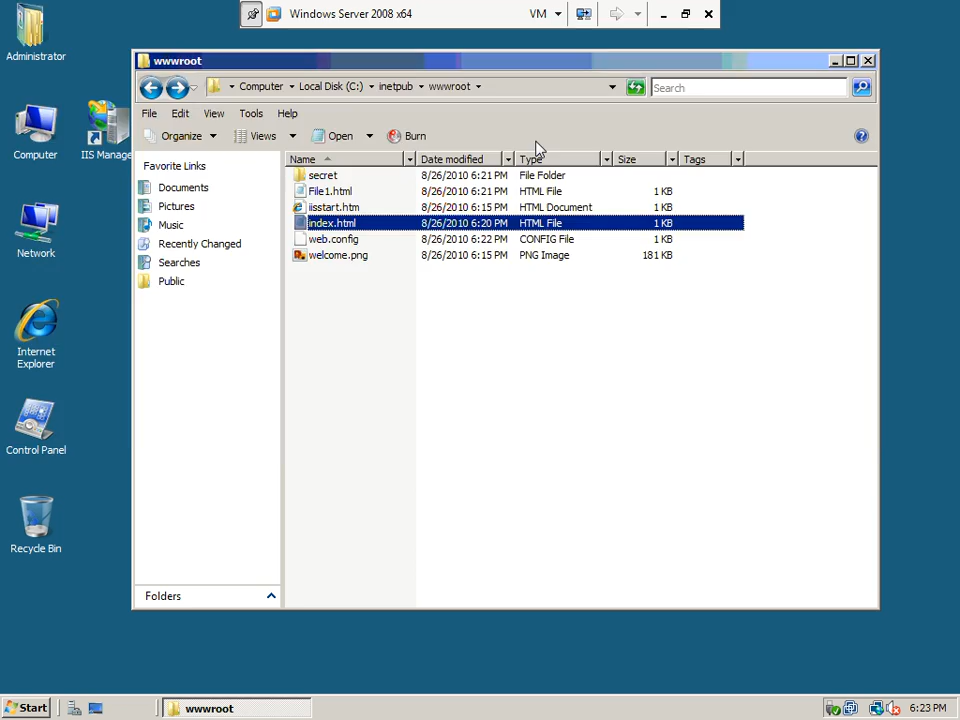 Windows Server 2008 x64
VM
Administrator
Computer
IIS Manage
Network
Internet
Explorer
Control Panel
Recycle Bin
wwwroot
Computer Local Disk (C:) inetpub wwwroot
Search
File Edit View Tools Help
Organize Views Open Burn
Favorite Links
Documents
Pictures
Music
Recently Changed
Searches
Public
Folders
Name Date modified Type Size Tags
secret 8/26/2010 6:21 PM File Folder
File1.html 8/26/2010 6:21 PM HTML File 1 KB
iisstart.htm 8/26/2010 6:15 PM HTML Document 1 KB
index.html 8/26/2010 6:20 PM HTML File 1 KB
web.config 8/26/2010 6:22 PM CONFIG File 1 KB
welcome.png 8/26/2010 6:15 PM PNG Image 181 KB
Start
wwwroot
6:23 PM